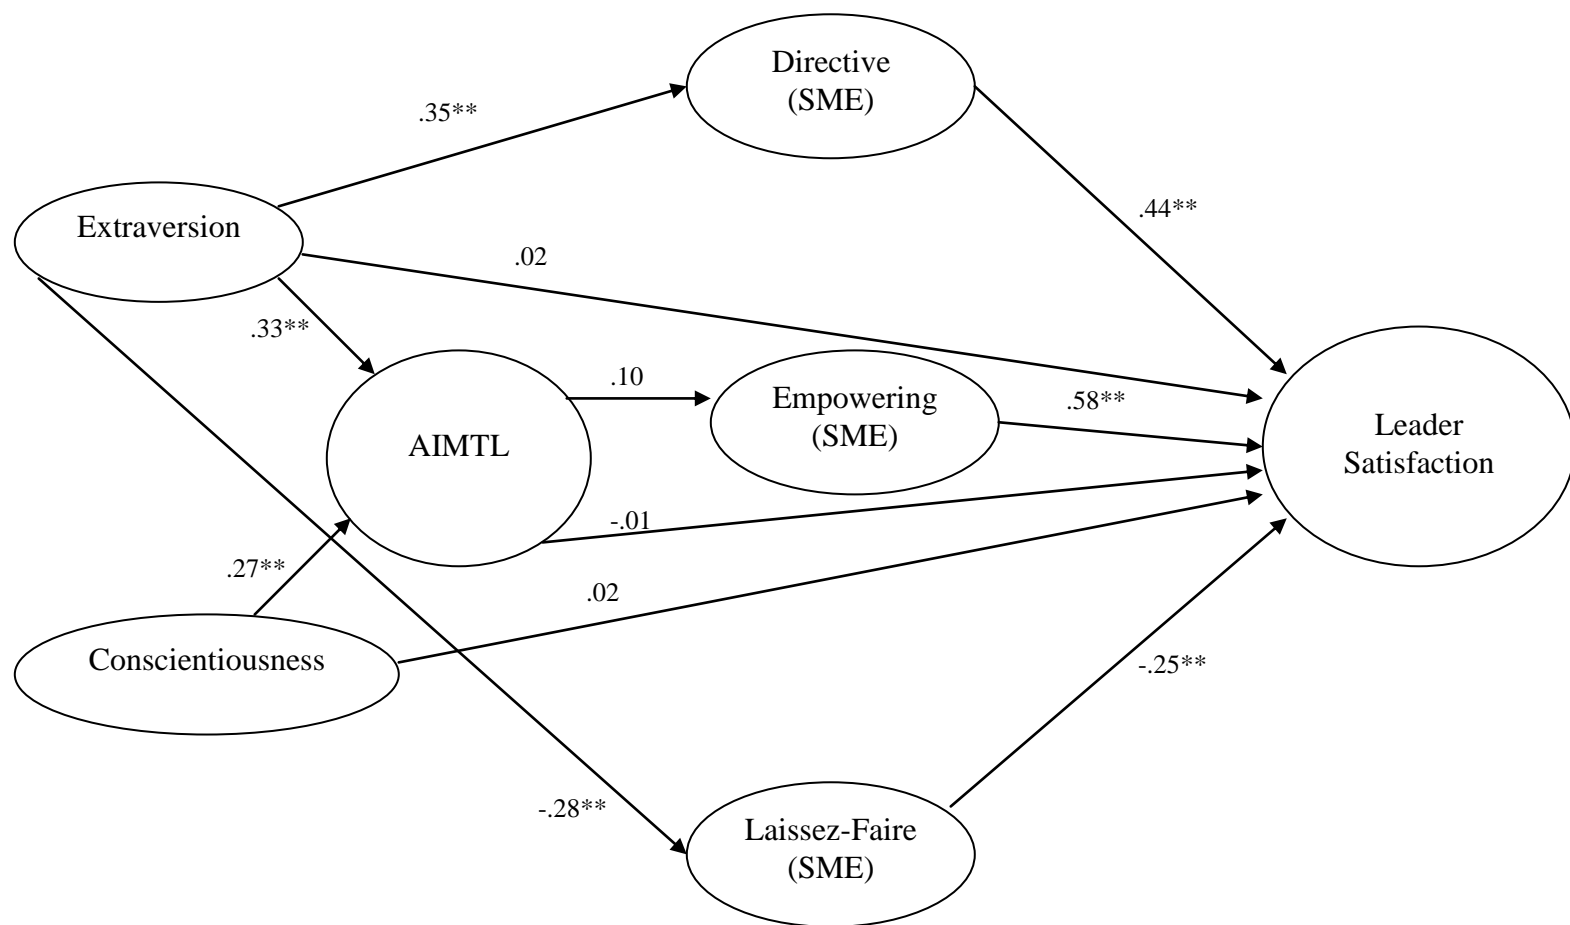 Directive
(SME)
.35**
.44**
Extraversion
.02
.33**
.10
Empowering
(SME)
.58**
AIMTL
Leader
Satisfaction
-.01
.27**
.02
Conscientiousness
-.25**
-.28**
Laissez-Faire
(SME)